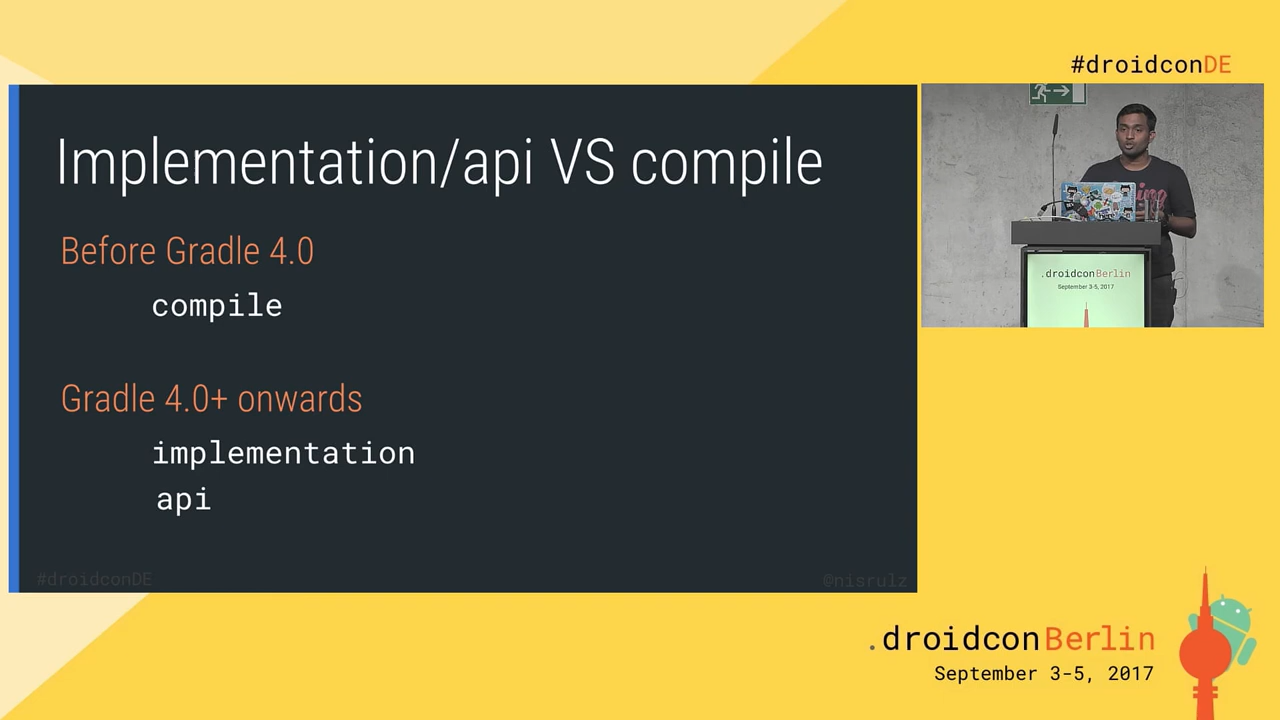 #droidconDE
Implementation/api VS compile
Before Gradle 4.0
compile
Gradle 4.0+ onwards
implementation
api
#droidconDE
@nisrulz
.droidconBerlin
September 3-5, 2017
.droidconBerlin
September 3-5, 2017